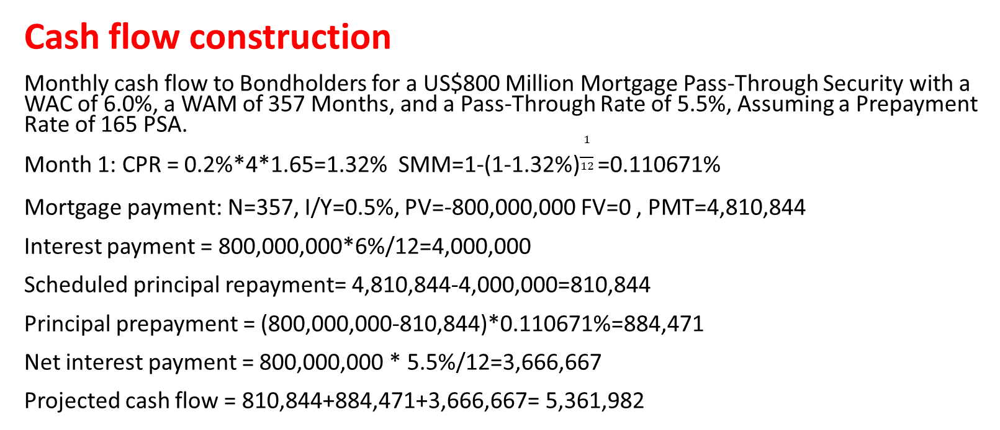 Cash flow construction
Monthly cash flow to Bondholders for a US$800 Million Mortgage Pass-Through Security with a
WAC of 6.0%, a WAM of 357 Months, and a Pass-Through Rate of 5.5%, Assuming a Prepayment
Rate of 165 PSA.
Month 1: CPR = 0.2%*4*1.65=1.32%  SMM=1-(1-1.32%)^(1/12)=0.110671%
Mortgage payment: N=357, I/Y=0.5%, PV=-800,000,000 FV=0 , PMT=4,810,844
Interest payment = 800,000,000*6%/12=4,000,000
Scheduled principal repayment= 4,810,844-4,000,000=810,844
Principal prepayment = (800,000,000-810,844)*0.110671%=884,471
Net interest payment = 800,000,000 * 5.5%/12=3,666,667
Projected cash flow = 810,844+884,471+3,666,667= 5,361,982